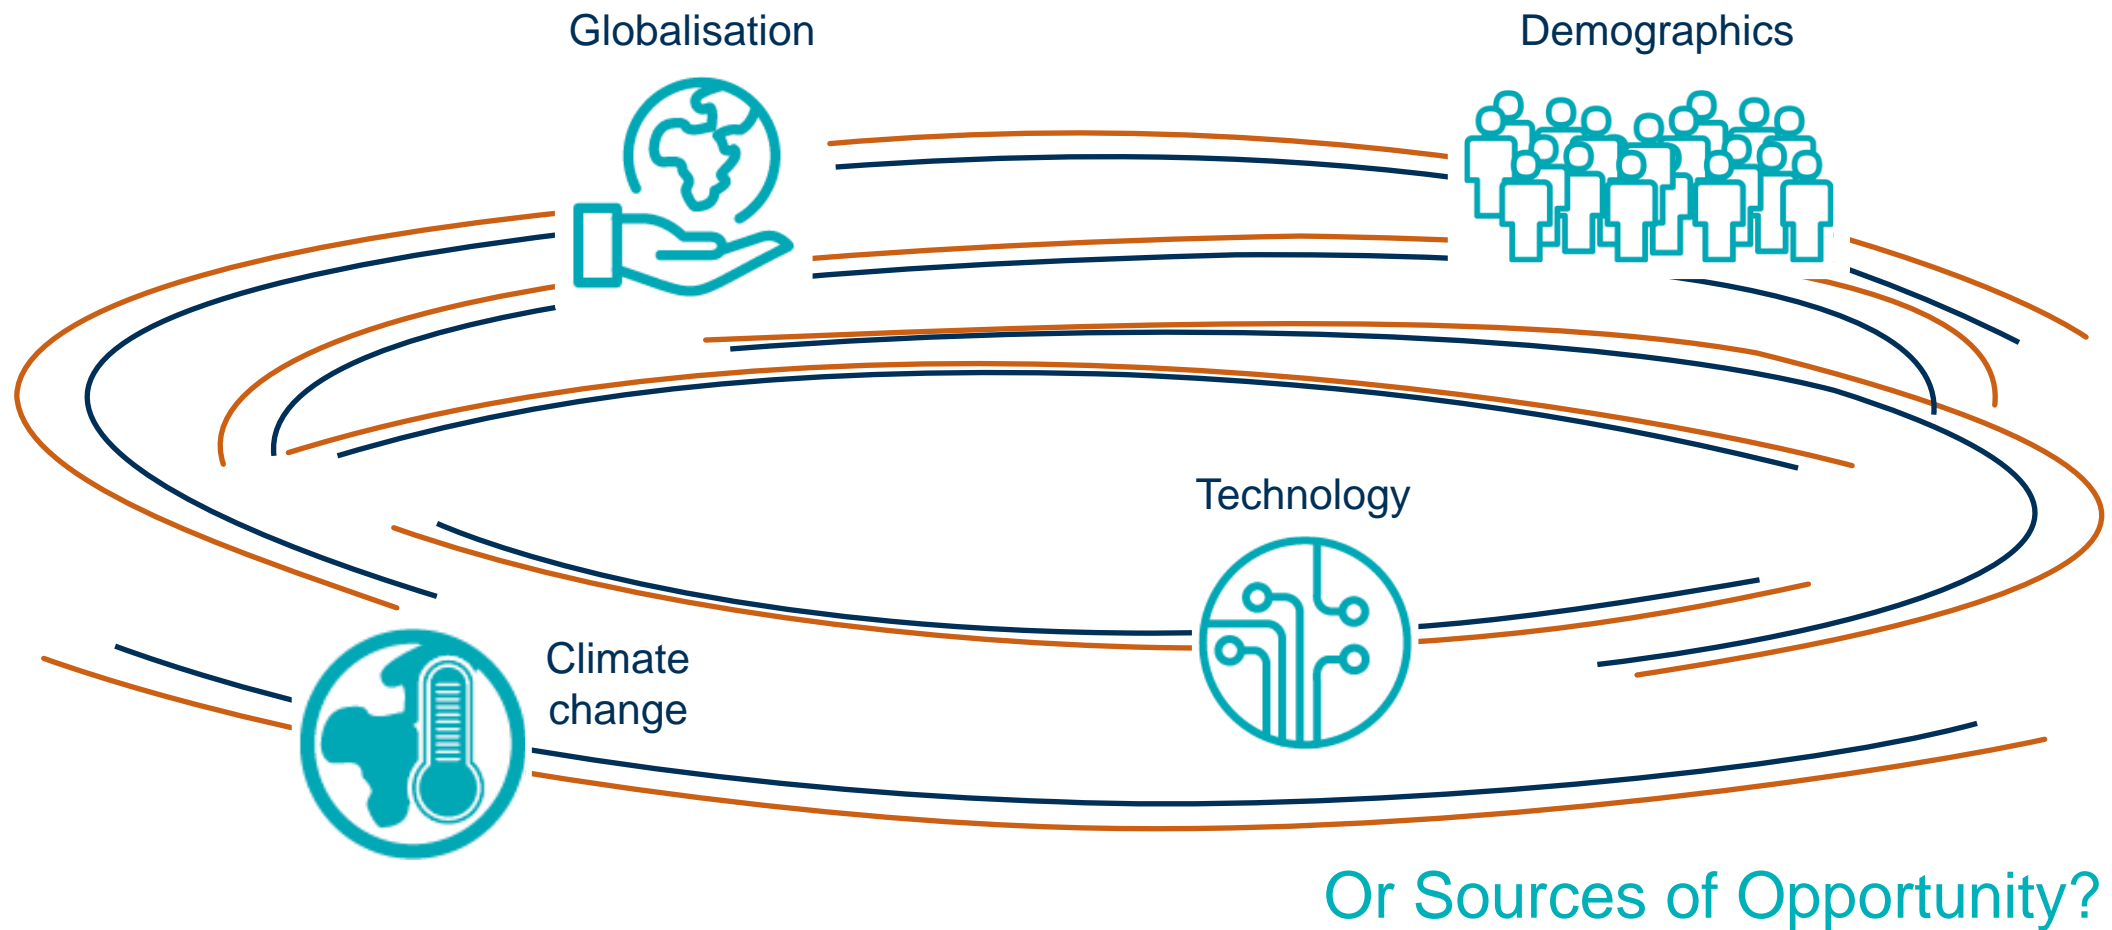 Globalisation
Demographics
Technology
Climate
change
Or Sources of Opportunity?